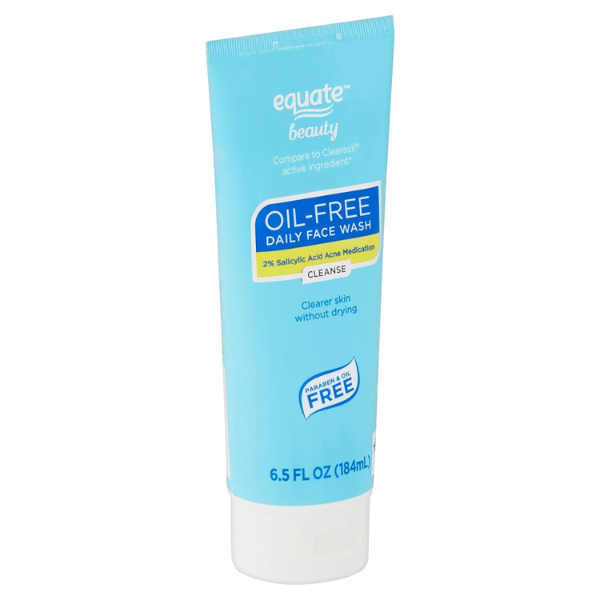 equate™
beauty
Compare to Clearasil®
active ingredient*
OIL-FREE
DAILY FACE WASH
2% Salicylic Acid Acne Medication
CLEANSE
Clearer skin
without drying
PARABEN & OIL
FREE
6.5 FL OZ (184mL)